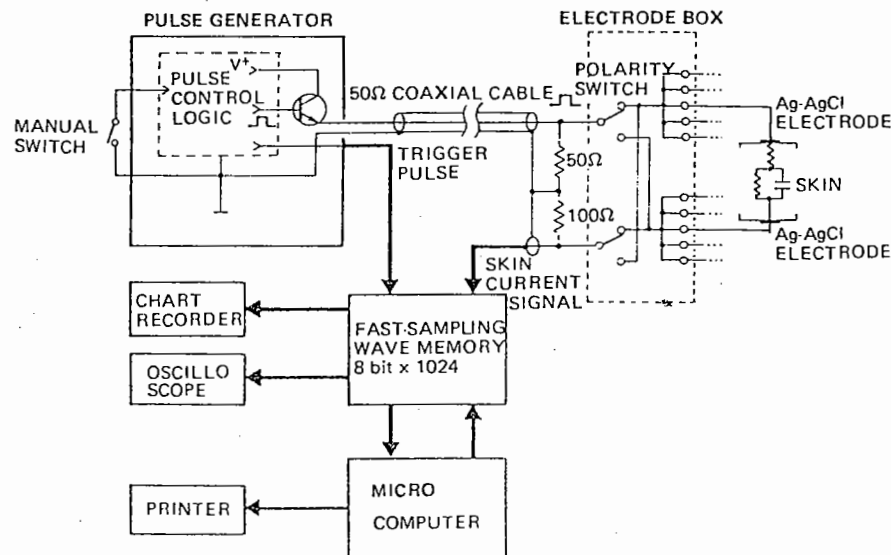 PULSE GENERATOR
ELECTRODE BOX
V+
PULSE
CONTROL
LOGIC
MANUAL
SWITCH
50Ω COAXIAL CABLE
TRIGGER
PULSE
POLARITY
SWITCH
Ag-AgCl
ELECTRODE
50Ω
100Ω
SKIN
Ag-AgCl
ELECTRODE
SKIN
CURRENT
SIGNAL
CHART
RECORDER
OSCILLO
SCOPE
FAST-SAMPLING
WAVE MEMORY
8 bit x 1024
PRINTER
MICRO
COMPUTER